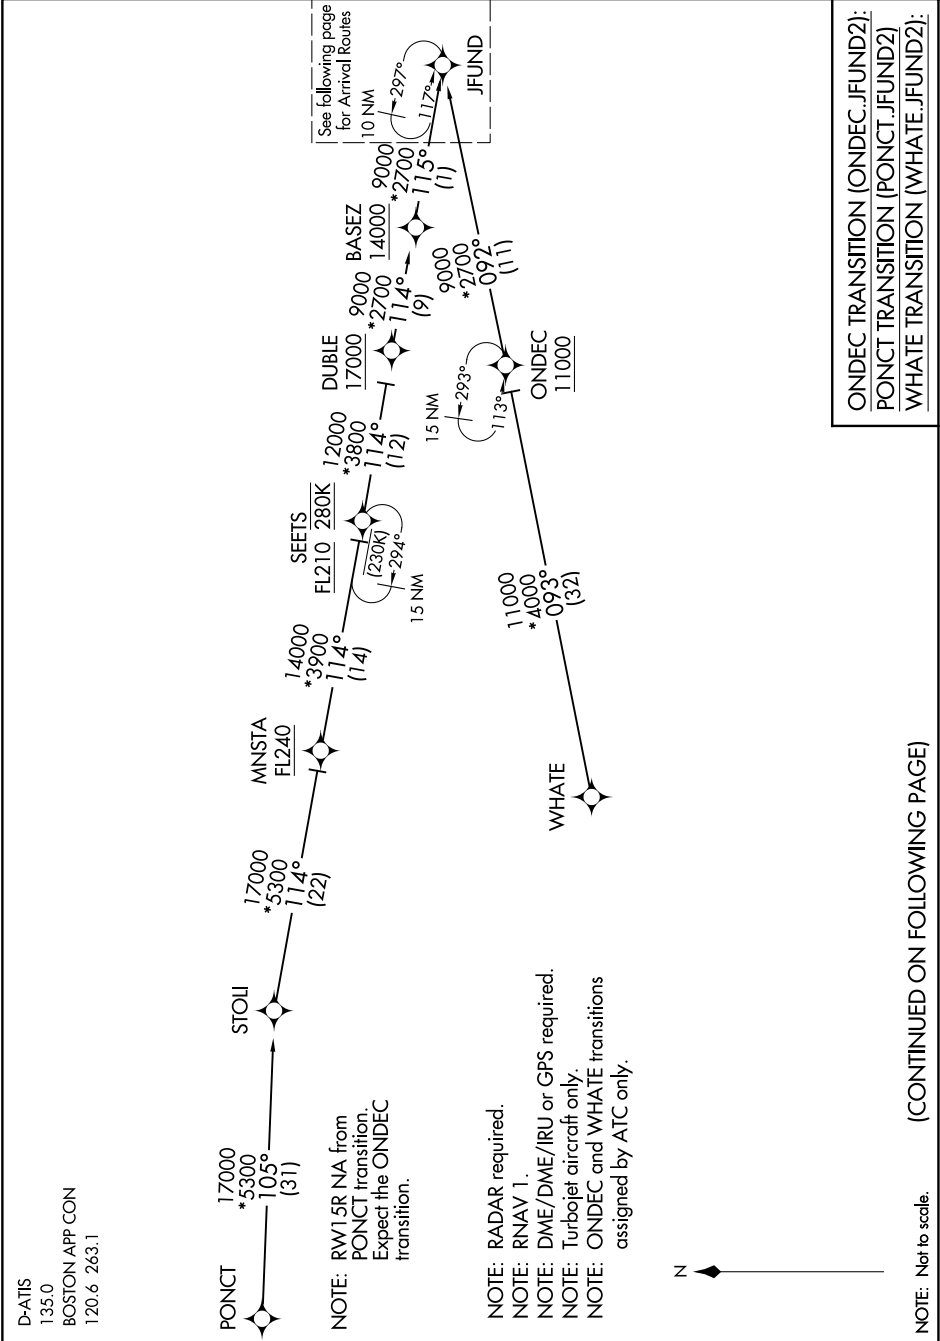 D-ATIS
135.0
BOSTON APP CON
120.6 263.1
PONCT
17000
*5300
105°
(31)
STOLI
17000
*5300
114°
(22)
MNSTA
FL240
14000
*3900
114°
(14)
SEETS
FL210 280K
(230K)
294°
15 NM
12000
*3800
114°
(12)
DUBLE
17000
9000
*2700
114°
(9)
BASEZ
14000
9000
*2700
115°
(1)
See following page
for Arrival Routes
10 NM
297°
117°
JFUND
WHATE
11000
*4000
093°
(32)
ONDEC
11000
15 NM
293°
113°
9000
*2700
092°
(11)
NOTE: RW15R NA from
PONCT transition.
Expect the ONDEC
transition.
NOTE: RADAR required.
NOTE: RNAV 1.
NOTE: DME/DME/IRU or GPS required.
NOTE: Turbojet aircraft only.
NOTE: ONDEC and WHATE transitions
assigned by ATC only.
N
ONDEC TRANSITION (ONDEC.JFUND2):
PONCT TRANSITION (PONCT.JFUND2)
WHATE TRANSITION (WHATE.JFUND2):
NOTE: Not to scale.
(CONTINUED ON FOLLOWING PAGE)